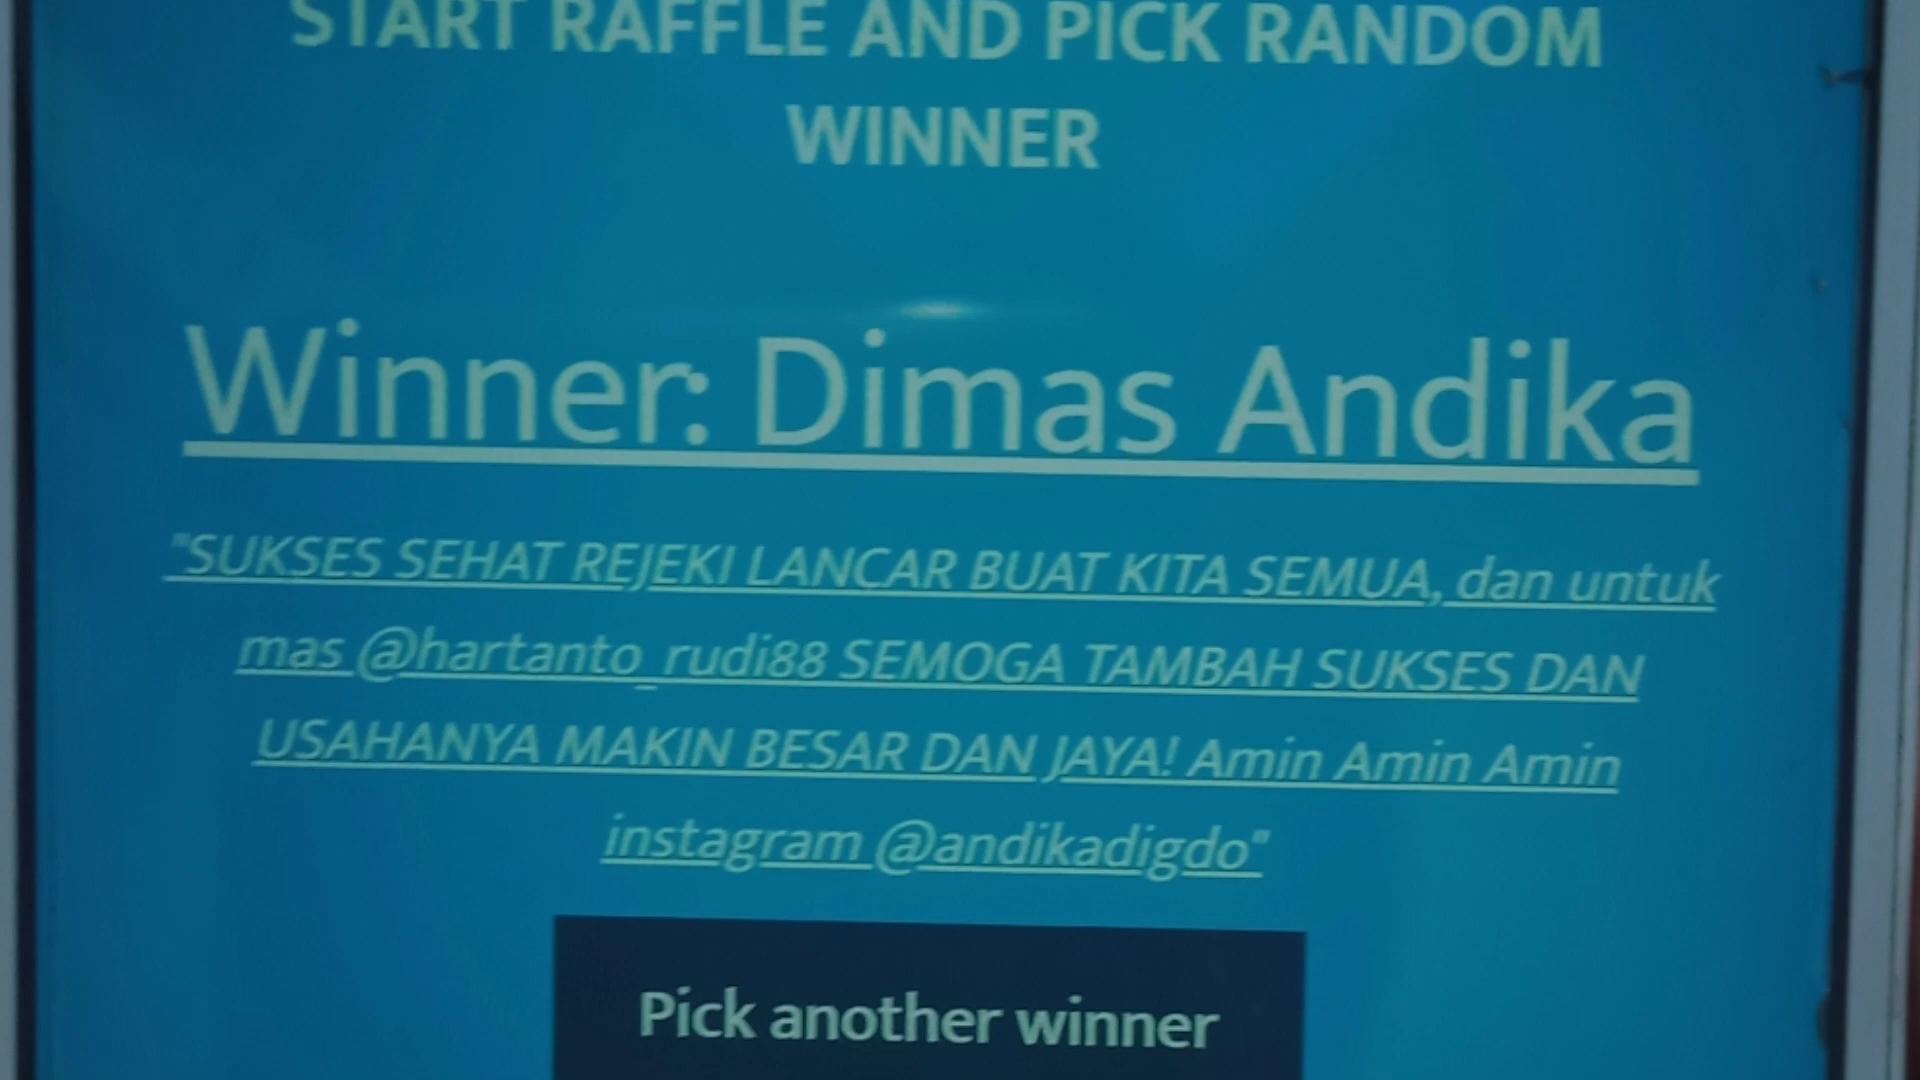 START RAFFLE AND PICK RANDOM
WINNER
Winner: Dimas Andika
"SUKSES SEHAT REJEKI LANCAR BUAT KITA SEMUA, dan untuk
mas @hartanto_rudi88 SEMOGA TAMBAH SUKSES DAN
USAHANYA MAKIN BESAR DAN JAYA! Amin Amin Amin
instagram @andikadigdo"
Pick another winner